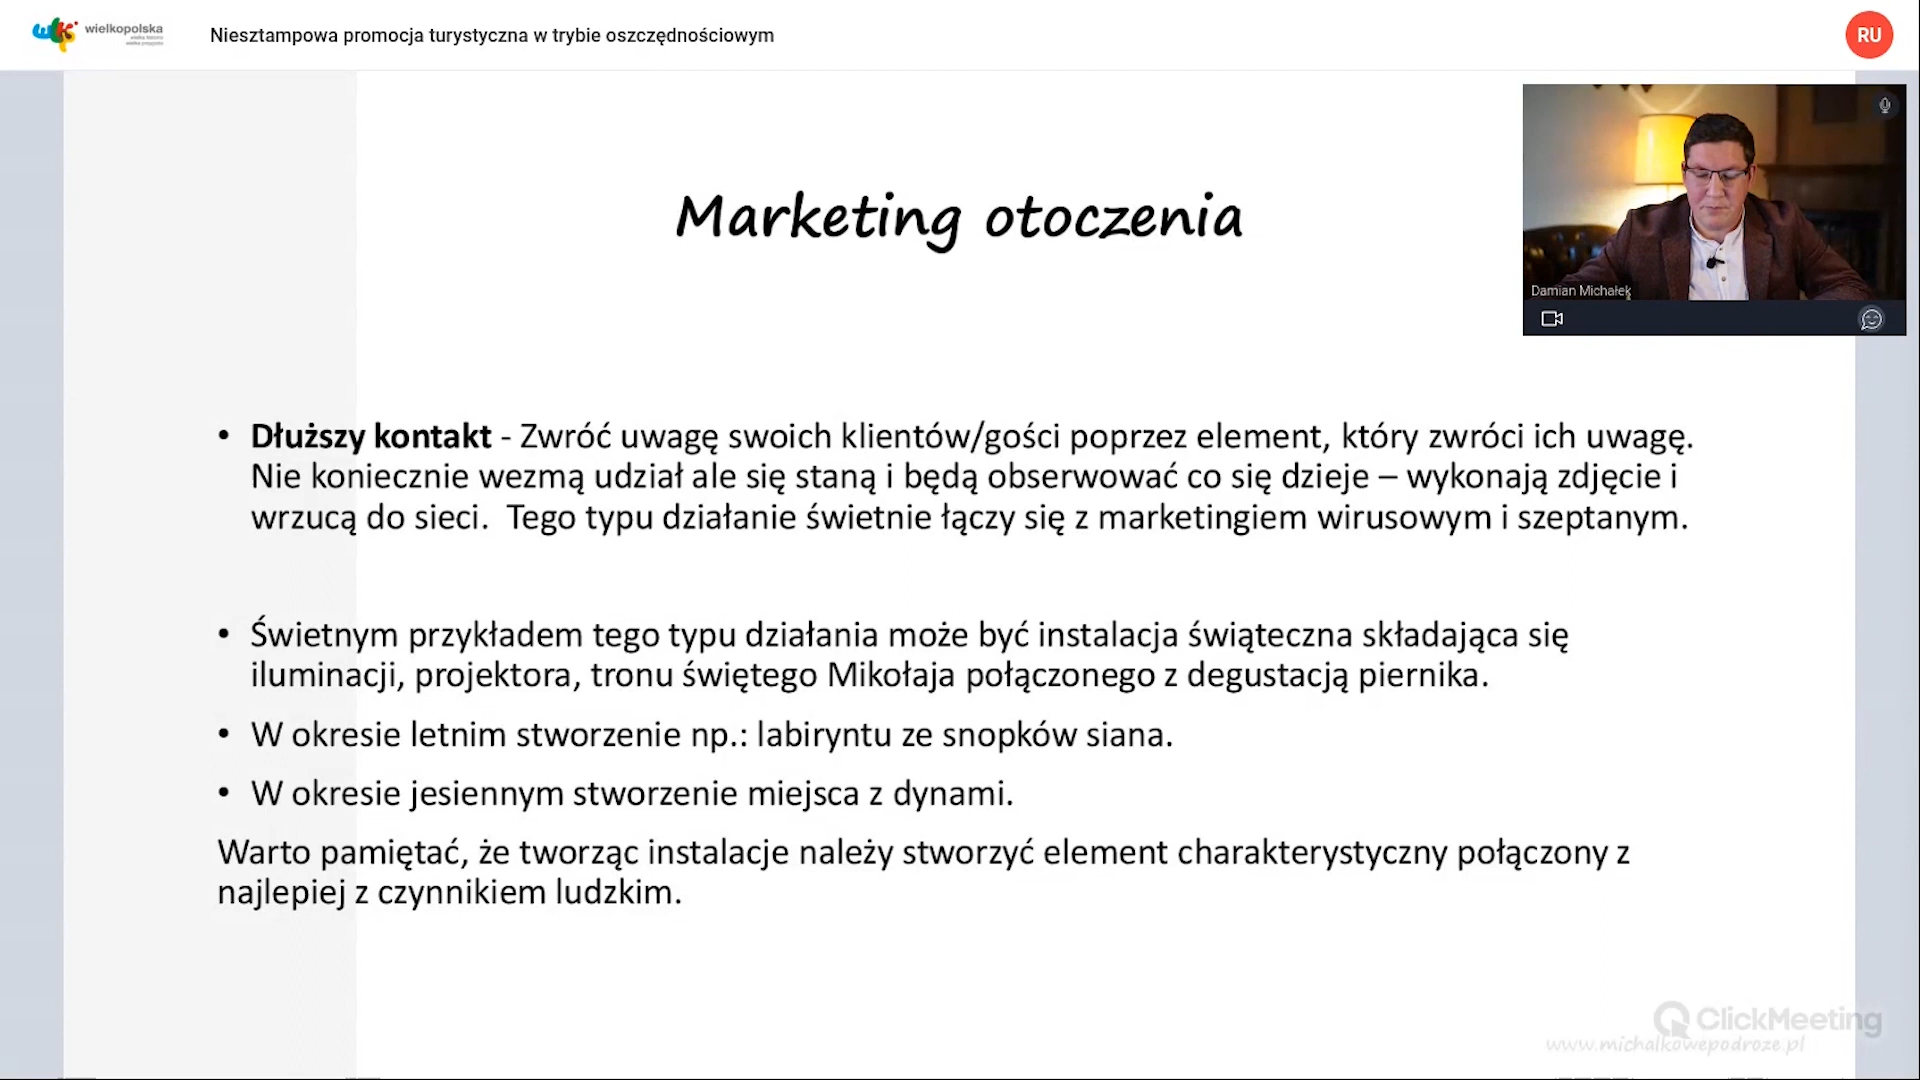 wielkopolska
Niesztampowa promocja turystyczna w trybie oszczędnościowym
RU
Marketing otoczenia
Damian Michałek
• Dłuższy kontakt - Zwróć uwagę swoich klientów/gości poprzez element, który zwróci ich uwagę.
Nie koniecznie wezmą udział ale się staną i będą obserwować co się dzieje – wykonają zdjęcie i
wrzucą do sieci.  Tego typu działanie świetnie łączy się z marketingiem wirusowym i szeptanym.
• Świetnym przykładem tego typu działania może być instalacja świąteczna składająca się
iluminacji, projektora, tronu świętego Mikołaja połączonego z degustacją piernika.
• W okresie letnim stworzenie np.: labiryntu ze snopków siana.
• W okresie jesiennym stworzenie miejsca z dynami.
Warto pamiętać, że tworząc instalacje należy stworzyć element charakterystyczny połączony z
najlepiej z czynnikiem ludzkim.
ClickMeeting
www.michalkowepodroze.pl